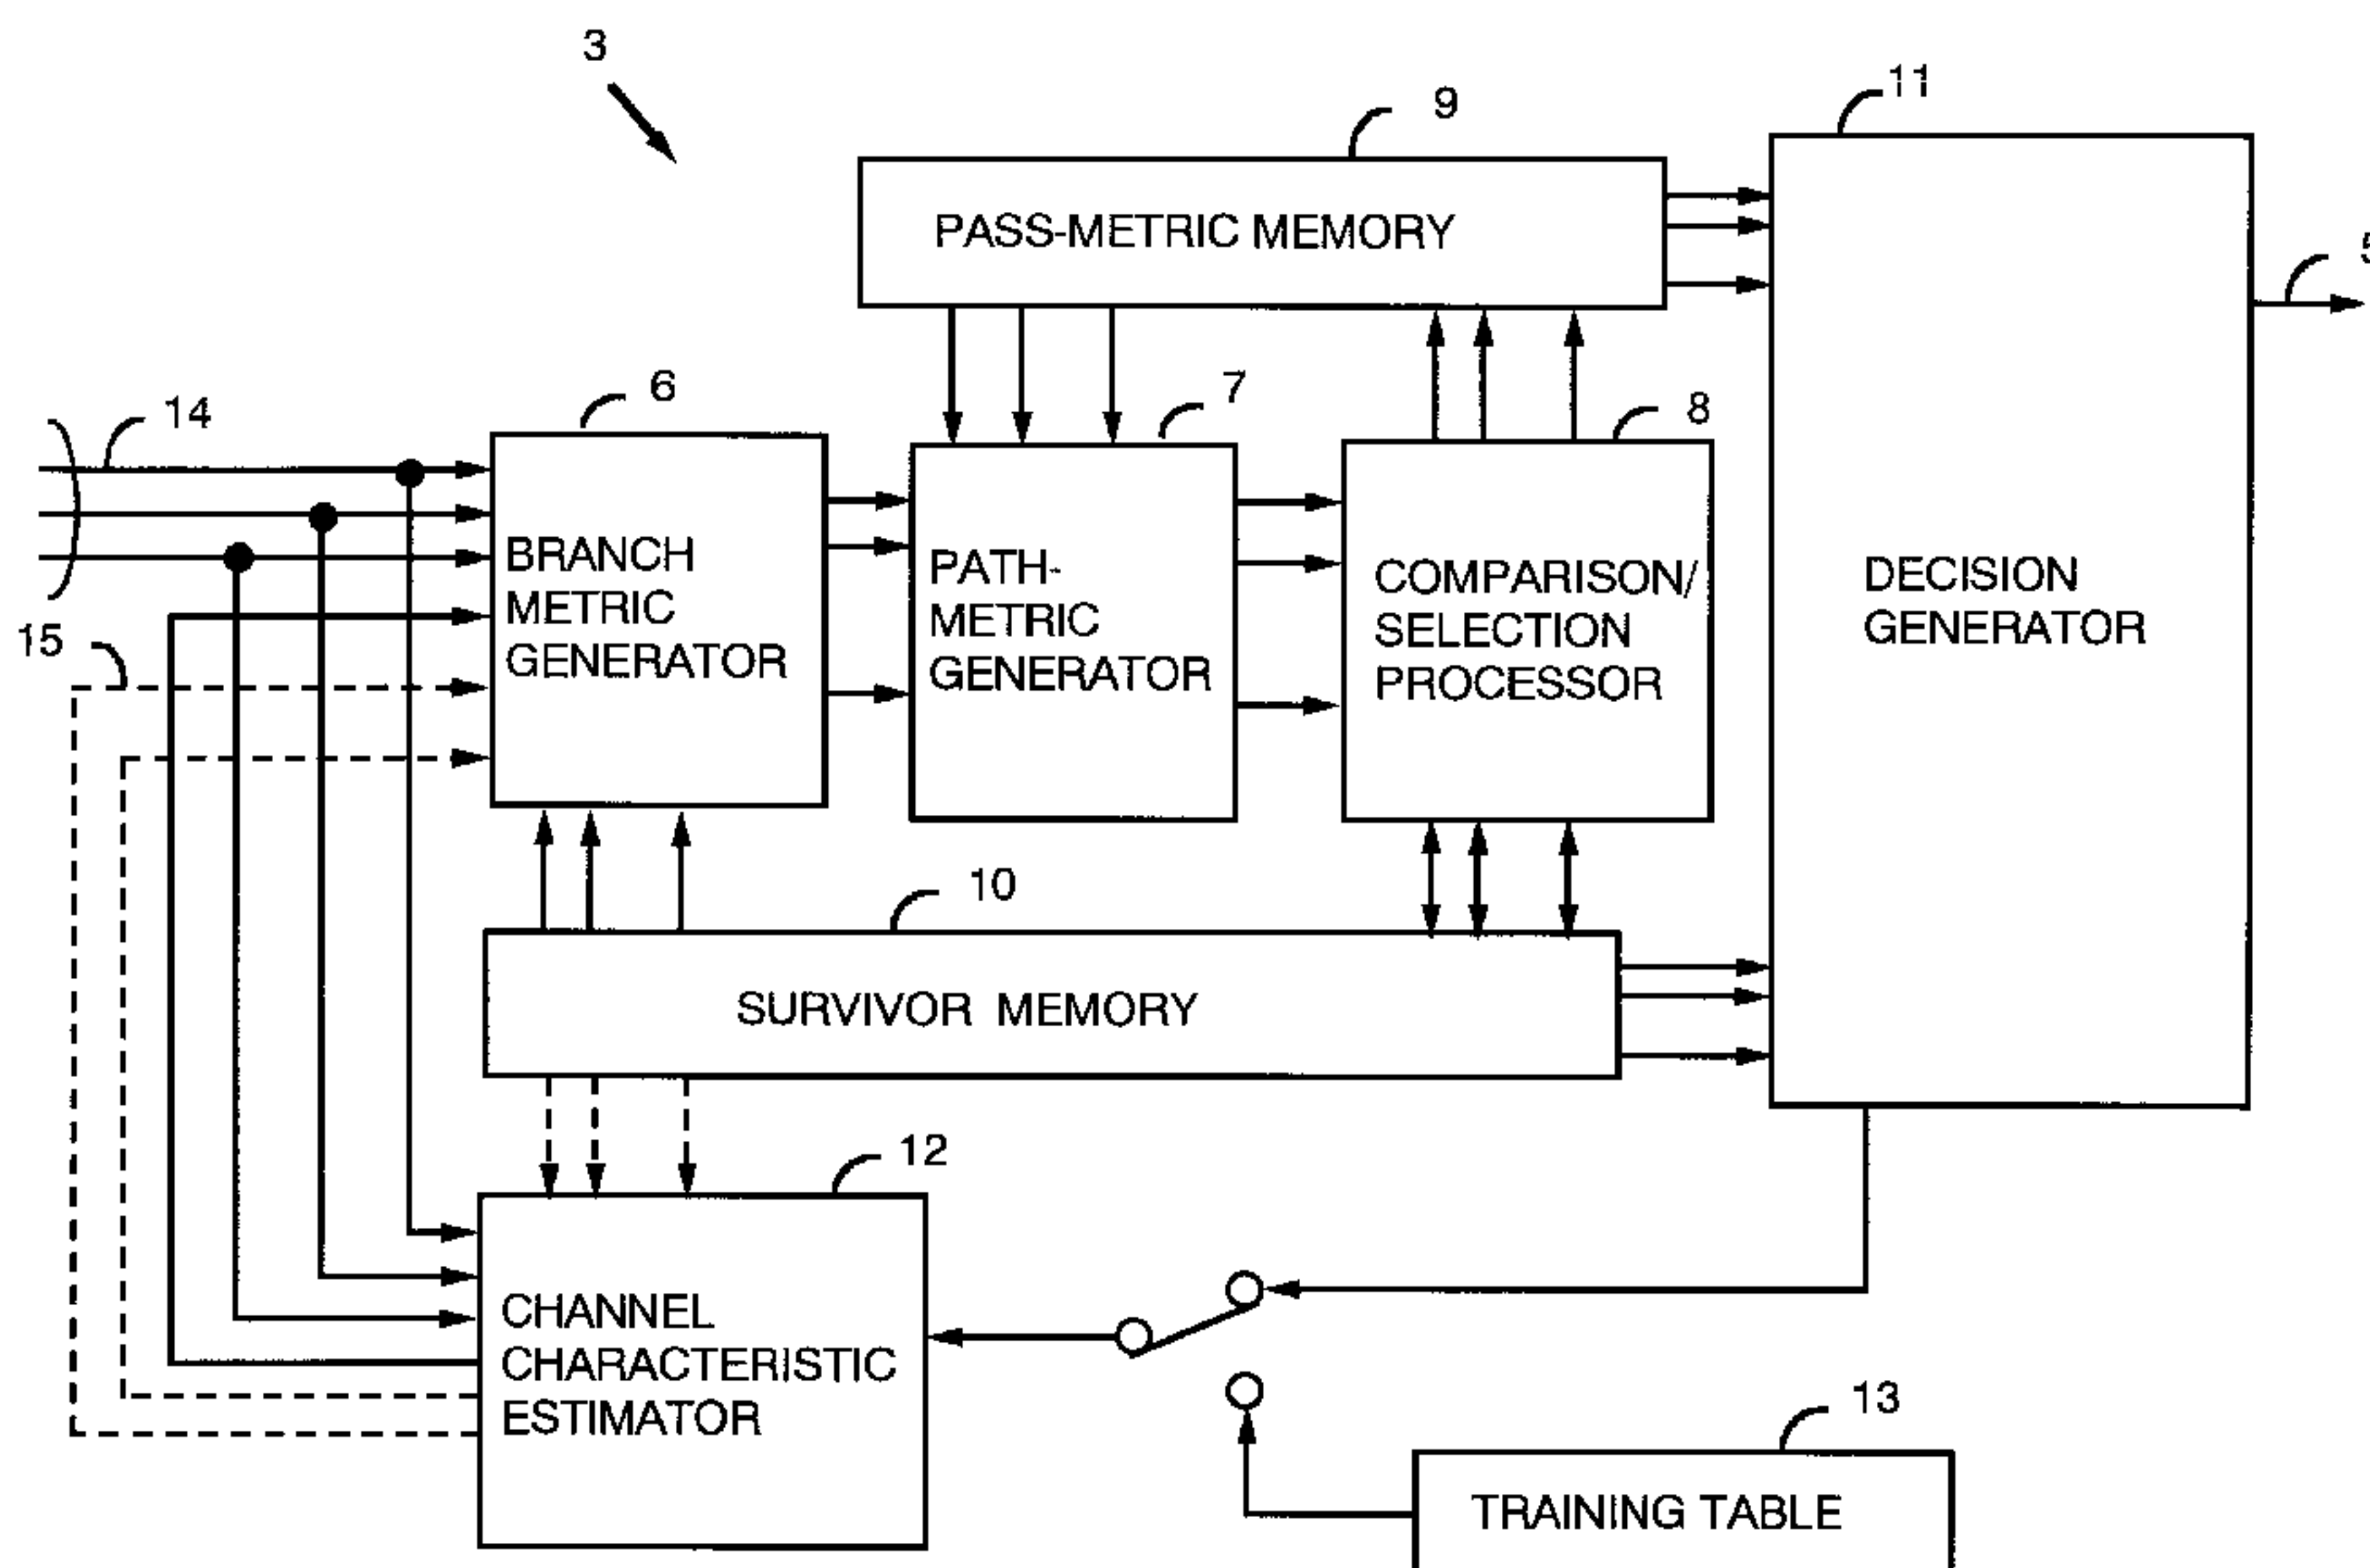 3
9
11
PASS-METRIC MEMORY
5
6
7
8
14
BRANCH
METRIC
GENERATOR
PATH-
METRIC
GENERATOR
COMPARISON/
SELECTION
PROCESSOR
DECISION
GENERATOR
15
10
SURVIVOR MEMORY
12
CHANNEL
CHARACTERISTIC
ESTIMATOR
13
TRAINING TABLE